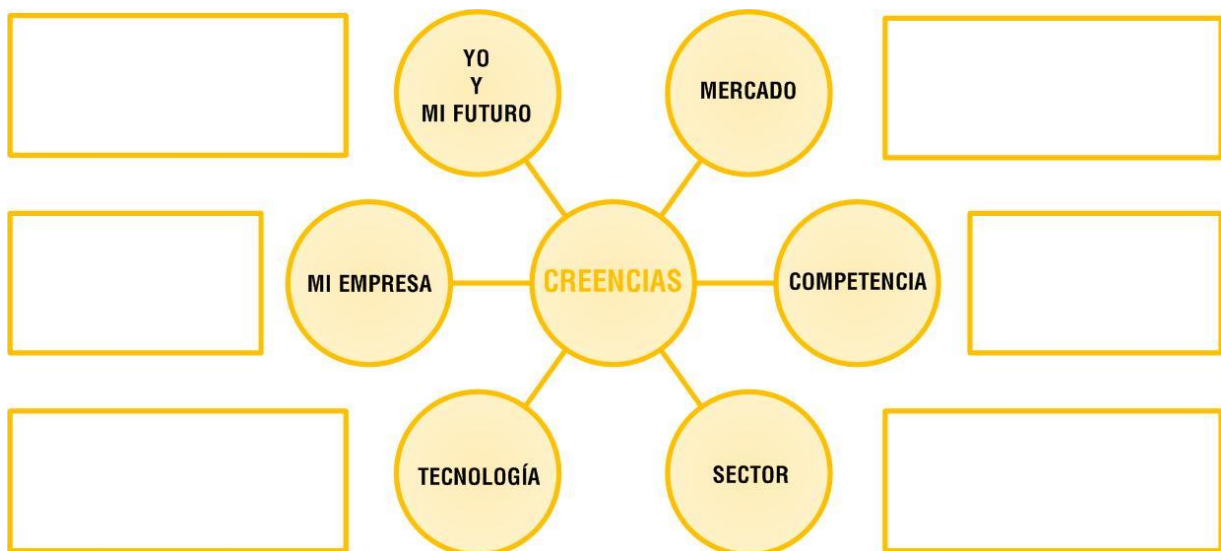 YO
Y
MI FUTURO
MERCADO
MI EMPRESA
CREENCIAS
COMPETENCIA
TECNOLOGÍA
SECTOR